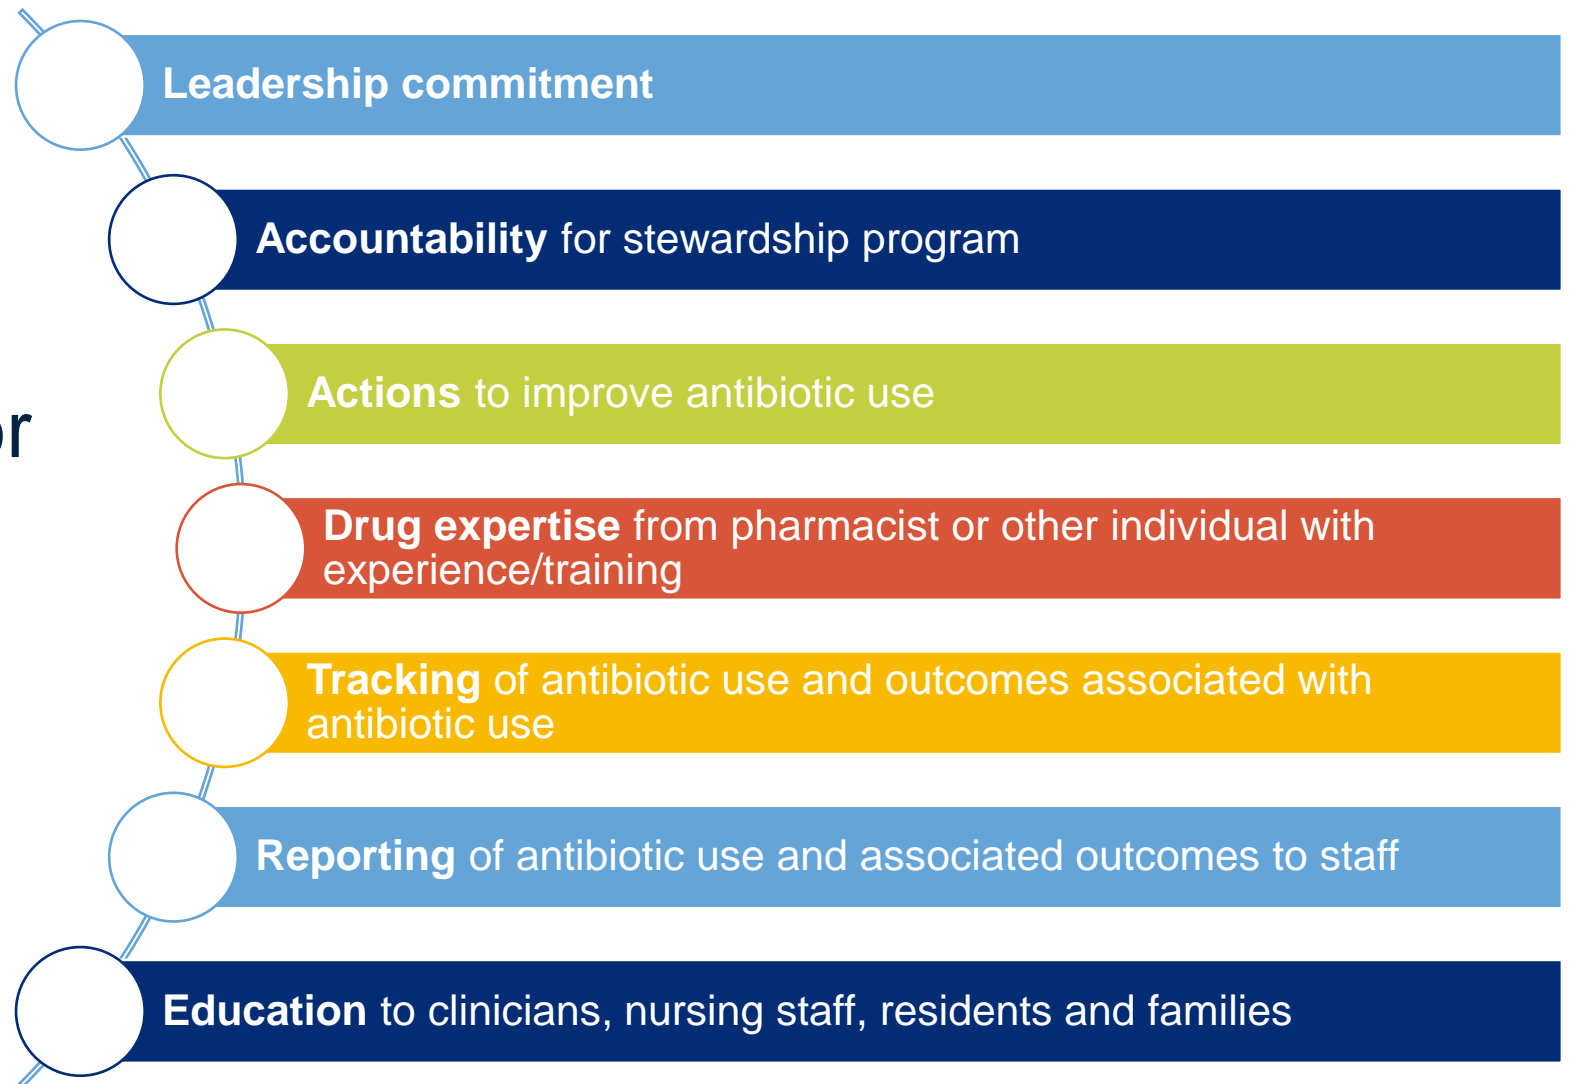 Leadership commitment
Accountability for stewardship program
Actions to improve antibiotic use
or
Drug expertise from pharmacist or other individual with
experience/training
Tracking of antibiotic use and outcomes associated with
antibiotic use
Reporting of antibiotic use and associated outcomes to staff
Education to clinicians, nursing staff, residents and families